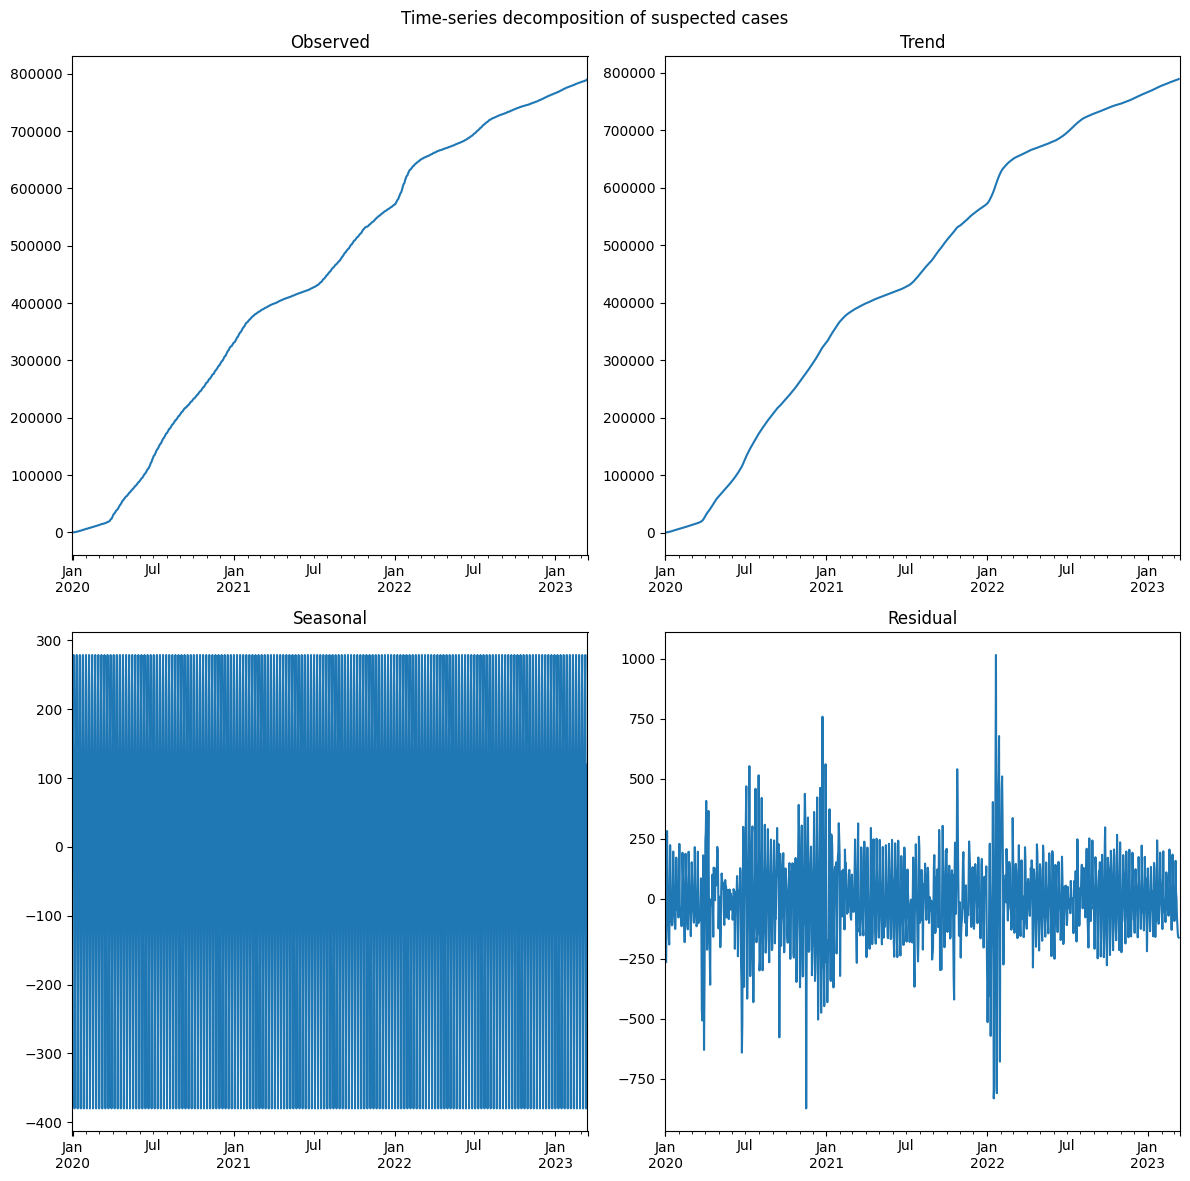 Time-series decomposition of suspected cases
Observed
800000
700000
600000
500000
400000
300000
200000
100000
0
Jan Jul Jan Jul Jan Jul Jan
2020 2021 2022 2023
Trend
800000
700000
600000
500000
400000
300000
200000
100000
0
Jan Jul Jan Jul Jan Jul Jan
2020 2021 2022 2023
Seasonal
300
200
100
0
−100
−200
−300
−400
Jan Jul Jan Jul Jan Jul Jan
2020 2021 2022 2023
Residual
1000
750
500
250
0
−250
−500
−750
Jan Jul Jan Jul Jan Jul Jan
2020 2021 2022 2023